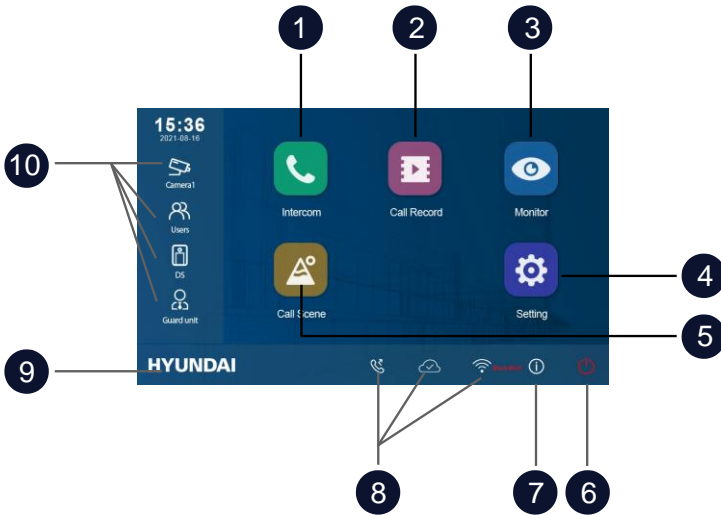 1
2
3
15:36
2021-08-16
10
Camera1
Intercom
Call Record
Monitor
Users
DS
4
Guard unit
Call Scene
Setting
5
9
HYUNDAI
8
7
6